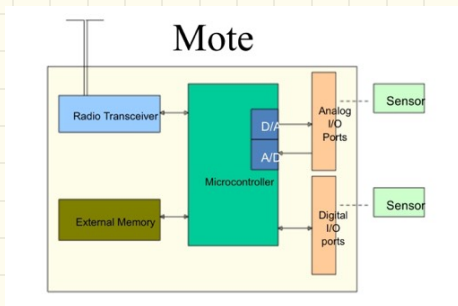 Mote
Radio Transceiver
External Memory
Microcontroller
D/A
A/D
Analog
I/O
Ports
Digital
I/O
ports
Sensor
Sensor